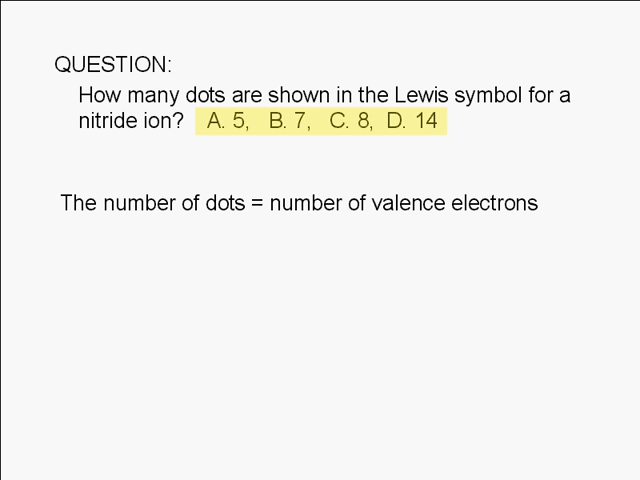 QUESTION:
How many dots are shown in the Lewis symbol for a
nitride ion? A. 5, B. 7, C. 8, D. 14
The number of dots = number of valence electrons